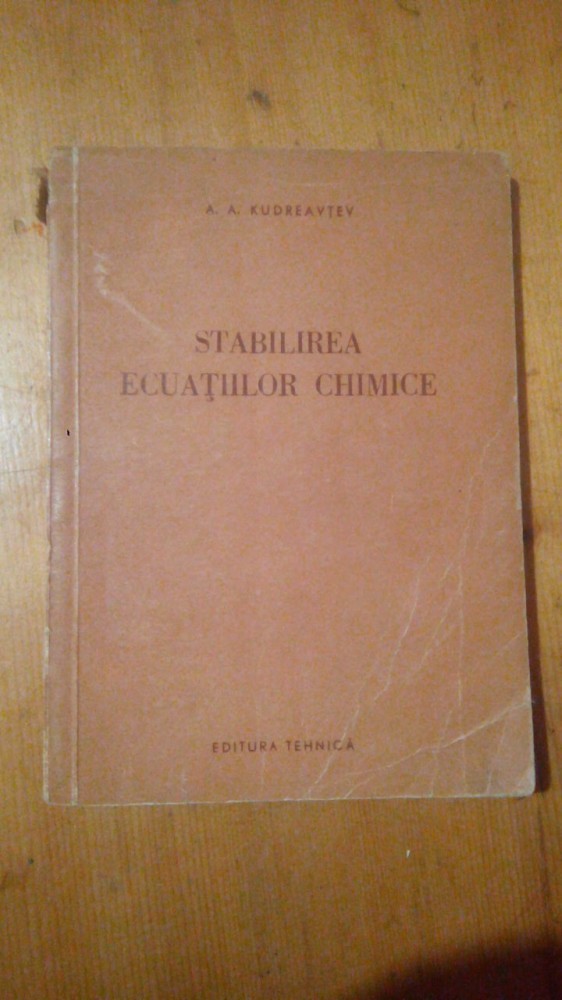 A. A. KUDREAVȚEV
STABILIREA
ECUAȚIILOR CHIMICE
EDITURA TEHNICĂ